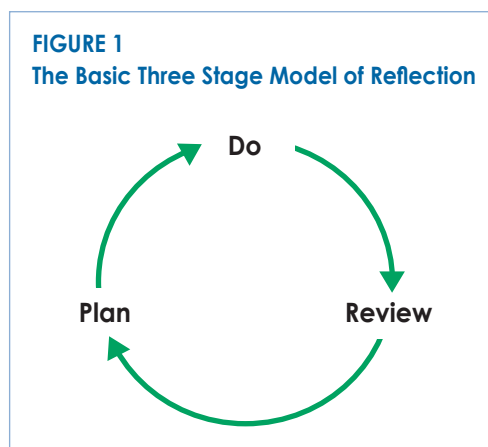 FIGURE 1
The Basic Three Stage Model of Reflection
Do
Plan
Review